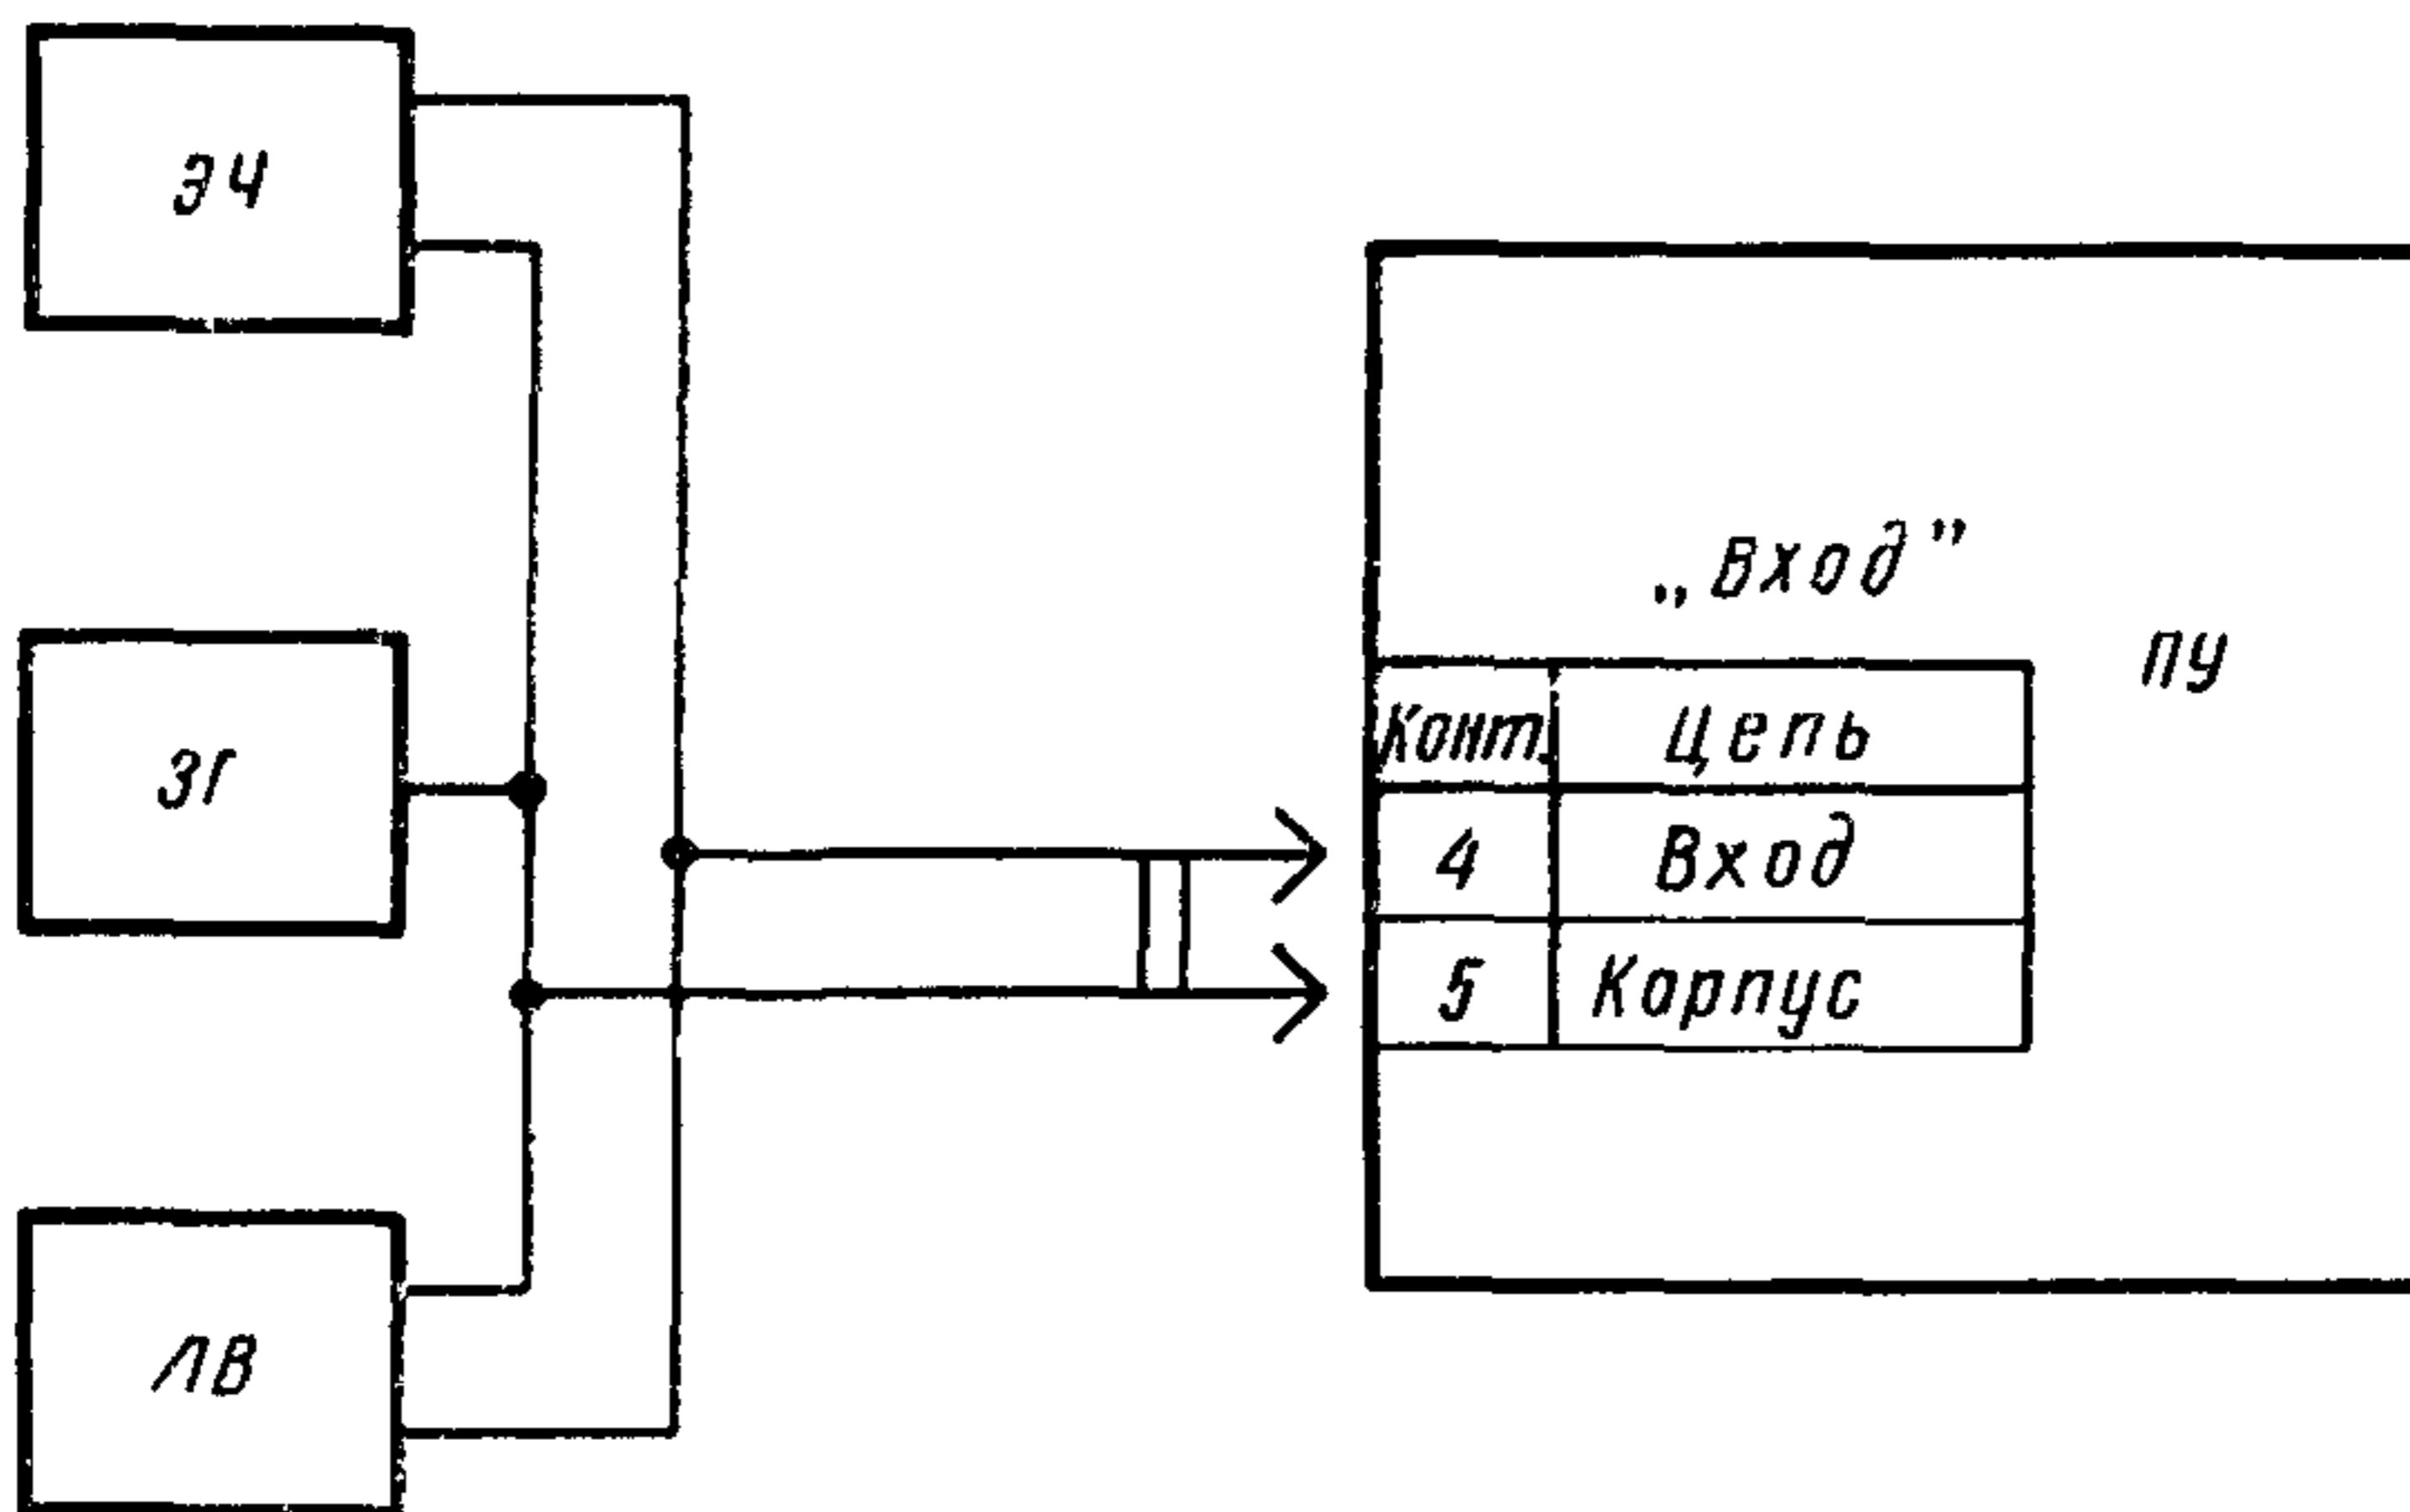 ЭЧ
ЗГ
ЛВ
„Вход”
ПУ
Конт. Цепь
4 Вход
5 Корпус